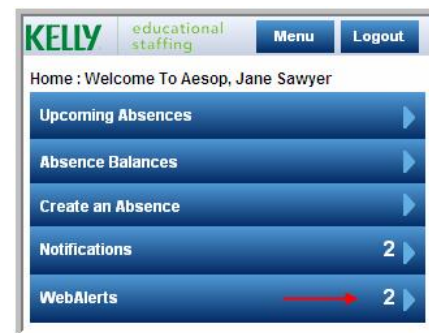 KELLY educational staffing Menu Logout
Home : Welcome To Aesop, Jane Sawyer
Upcoming Absences
Absence Balances
Create an Absence
Notifications 2
WebAlerts 2